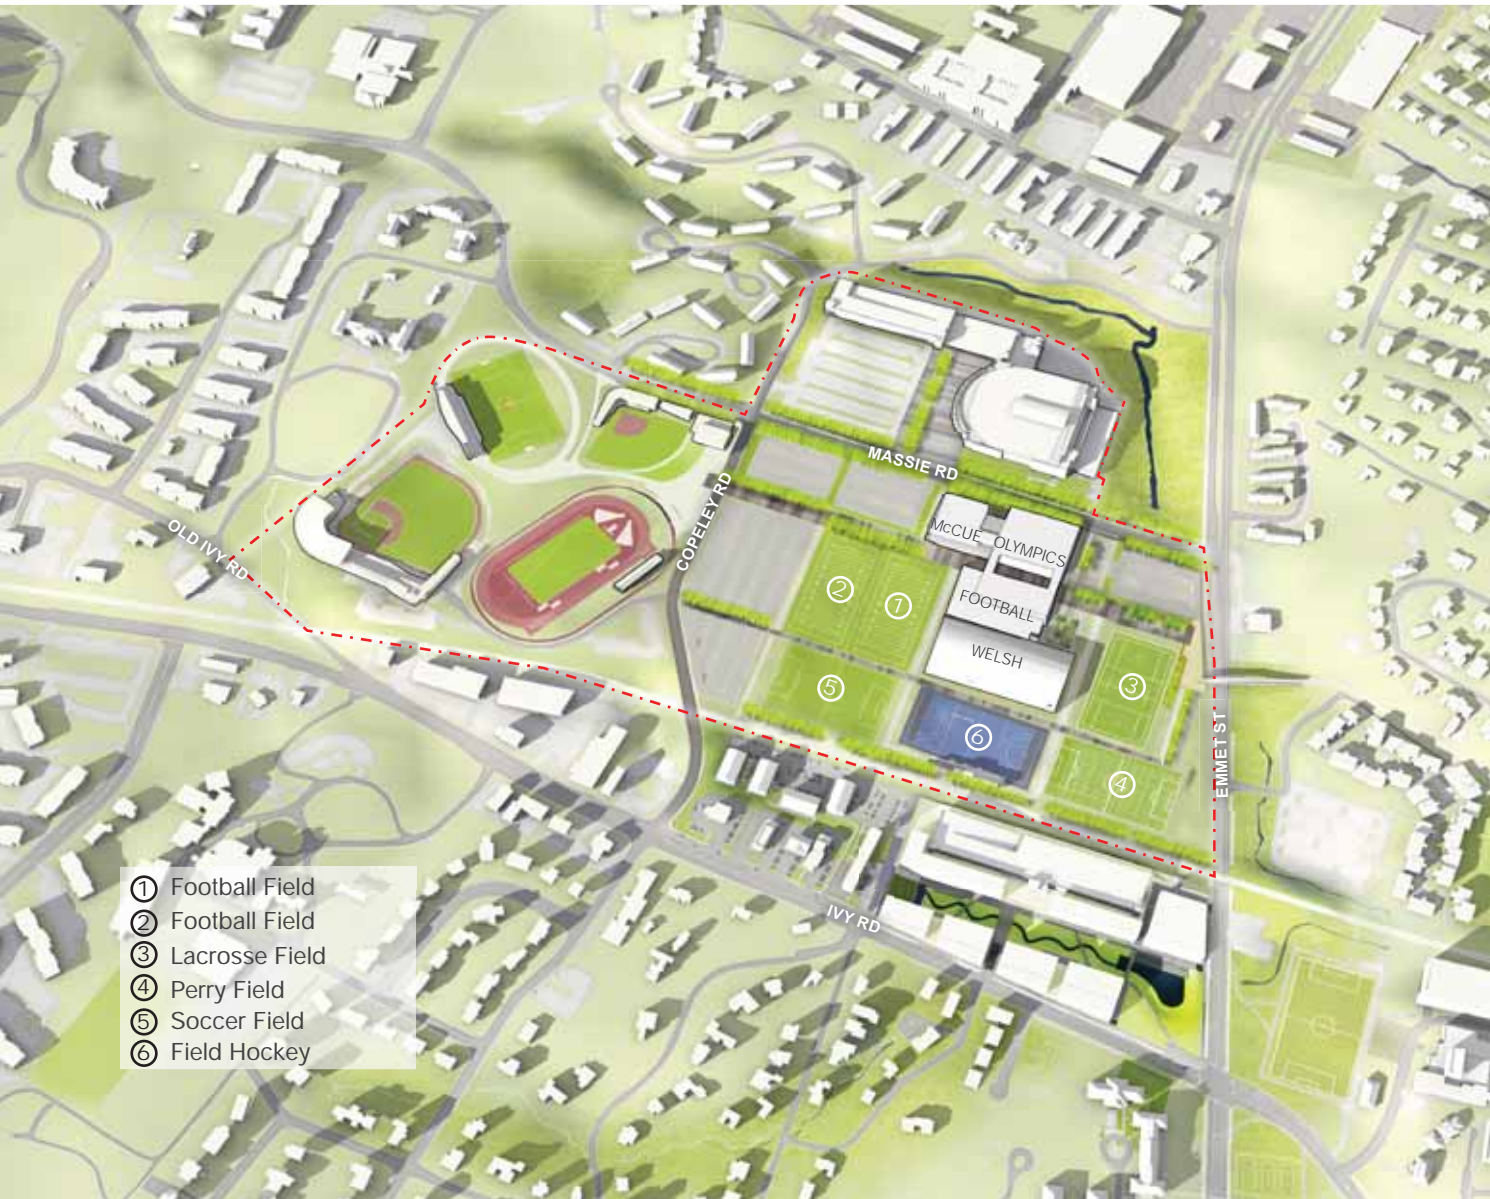 MASSIE RD
COPELEY RD
OLD IVY RD
McCUE
OLYMPICS
FOOTBALL
WELSH
2
1
5
3
6
4
EMMET ST
IVY RD
1 Football Field
2 Football Field
3 Lacrosse Field
4 Perry Field
5 Soccer Field
6 Field Hockey